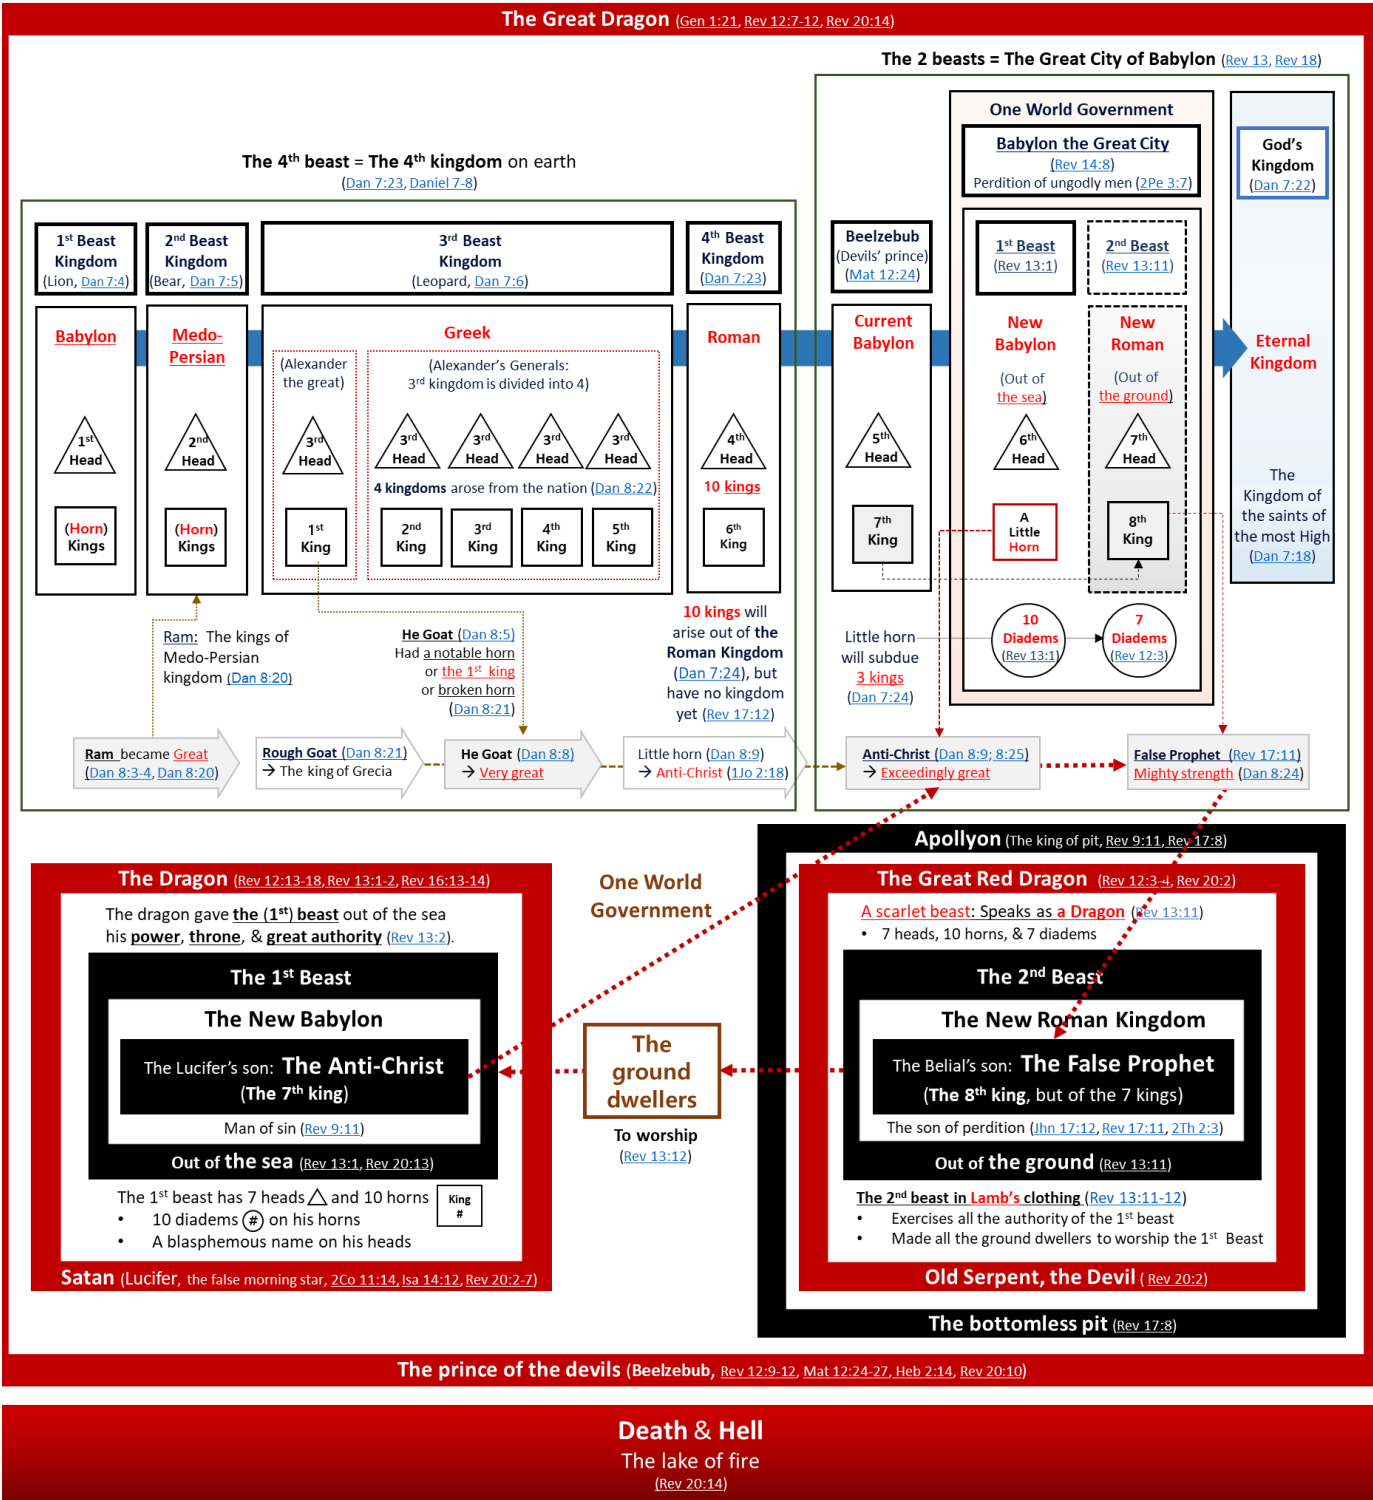 The Great Dragon (Gen 1:21, Rev 12:7-12, Rev 20:14)
The 2 beasts = The Great City of Babylon (Rev 13, Rev 18)
The 4th beast = The 4th kingdom on earth
(Dan 7:23, Daniel 7-8)
1st Beast
Kingdom
(Lion, Dan 7:4)
2nd Beast
Kingdom
(Bear, Dan 7:5)
3rd Beast
Kingdom
(Leopard, Dan 7:6)
4th Beast
Kingdom
(Dan 7:23)
Babylon
1st
Head
(Horn)
Kings
Medo-
Persian
2nd
Head
(Horn)
Kings
Greek
(Alexander
the great)
3rd
Head
1st
King
(Alexander's Generals:
3rd kingdom is divided into 4)
3rd
Head
3rd
Head
3rd
Head
3rd
Head
4 kingdoms arose from the nation (Dan 8:22)
2nd
King
3rd
King
4th
King
5th
King
Roman
4th
Head
10 kings
6th
King
Ram: The kings of
Medo-Persian
kingdom (Dan 8:20)
He Goat (Dan 8:5)
Had a notable horn
or the 1st king
or broken horn
(Dan 8:21)
10 kings will
arise out of the
Roman Kingdom
(Dan 7:24), but
have no kingdom
yet (Rev 17:12)
Ram became Great
(Dan 8:3-4, Dan 8:20)
Rough Goat (Dan 8:21)
→ The king of Grecia
He Goat (Dan 8:8)
→ Very great
Little horn (Dan 8:9)
→ Anti-Christ (1Jo 2:18)
One World Government
Babylon the Great City
(Rev 14:8)
Perdition of ungodly men (2Pe 3:7)
God's
Kingdom
(Dan 7:22)
Beelzebub
(Devils' prince)
(Mat 12:24)
1st Beast
(Rev 13:1)
2nd Beast
(Rev 13:11)
Current
Babylon
5th
Head
7th
King
New
Babylon
(Out of
the sea)
6th
Head
A
Little
Horn
New
Roman
(Out of
the ground)
7th
Head
8th
King
Eternal
Kingdom
The
Kingdom of
the saints of
the most High
(Dan 7:18)
Little horn
will subdue
3 kings
(Dan 7:24)
10
Diadems
(Rev 13:1)
7
Diadems
(Rev 12:3)
Anti-Christ (Dan 8:9; 8:25)
→ Exceedingly great
False Prophet (Rev 17:11)
Mighty strength (Dan 8:24)
The Dragon (Rev 12:13-18, Rev 13:1-2, Rev 16:13-14)
The dragon gave the (1st) beast out of the sea
his power, throne, & great authority (Rev 13:2).
The 1st Beast
The New Babylon
The Lucifer's son: The Anti-Christ
(The 7th king)
Man of sin (Rev 9:11)
Out of the sea (Rev 13:1, Rev 20:13)
The 1st beast has 7 heads and 10 horns
King
#
• 10 diadems # on his horns
• A blasphemous name on his heads
Satan (Lucifer, the false morning star, 2Co 11:14, Isa 14:12, Rev 20:2-7)
One World
Government
The
ground
dwellers
To worship
(Rev 13:12)
Apollyon (The king of pit, Rev 9:11, Rev 17:8)
The Great Red Dragon (Rev 12:3-4, Rev 20:2)
A scarlet beast: Speaks as a Dragon (Rev 13:11)
• 7 heads, 10 horns, & 7 diadems
The 2nd Beast
The New Roman Kingdom
The Belial's son: The False Prophet
(The 8th king, but of the 7 kings)
The son of perdition (Jhn 17:12, Rev 17:11, 2Th 2:3)
Out of the ground (Rev 13:11)
The 2nd beast in Lamb's clothing (Rev 13:11-12)
• Exercises all the authority of the 1st beast
• Made all the ground dwellers to worship the 1st Beast
Old Serpent, the Devil ( Rev 20:2)
The bottomless pit (Rev 17:8)
The prince of the devils (Beelzebub, Rev 12:9-12, Mat 12:24-27, Heb 2:14, Rev 20:10)
Death & Hell
The lake of fire
(Rev 20:14)